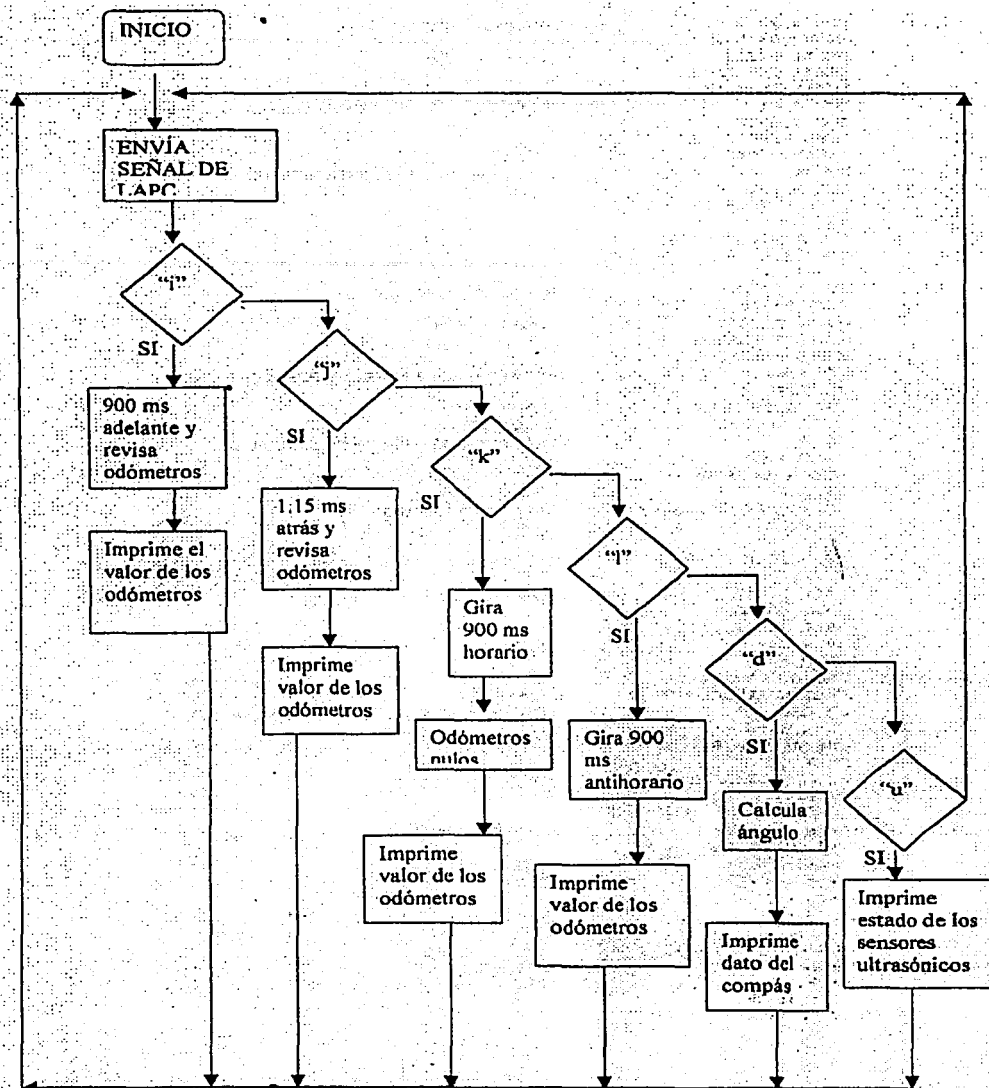 INICIO
ENVÍA
SEÑAL DE
LAPC
“i”
SI
900 ms
adelante y
revisa
odómetros
Imprime el
valor de los
odómetros
“j”
SI
1.15 ms
atrás y
revisa
odómetros
Imprime
valor de los
odómetros
“k”
SI
Gira
900 ms
horario
Odómetros
nulos
Imprime
valor de los
odómetros
“l”
SI
Gira 900
ms
antihorario
Imprime
valor de los
odómetros
“d”
SI
Calcula
ángulo
Imprime
dato del
compás
“u”
SI
Imprime
estado de los
sensores
ultrasónicos